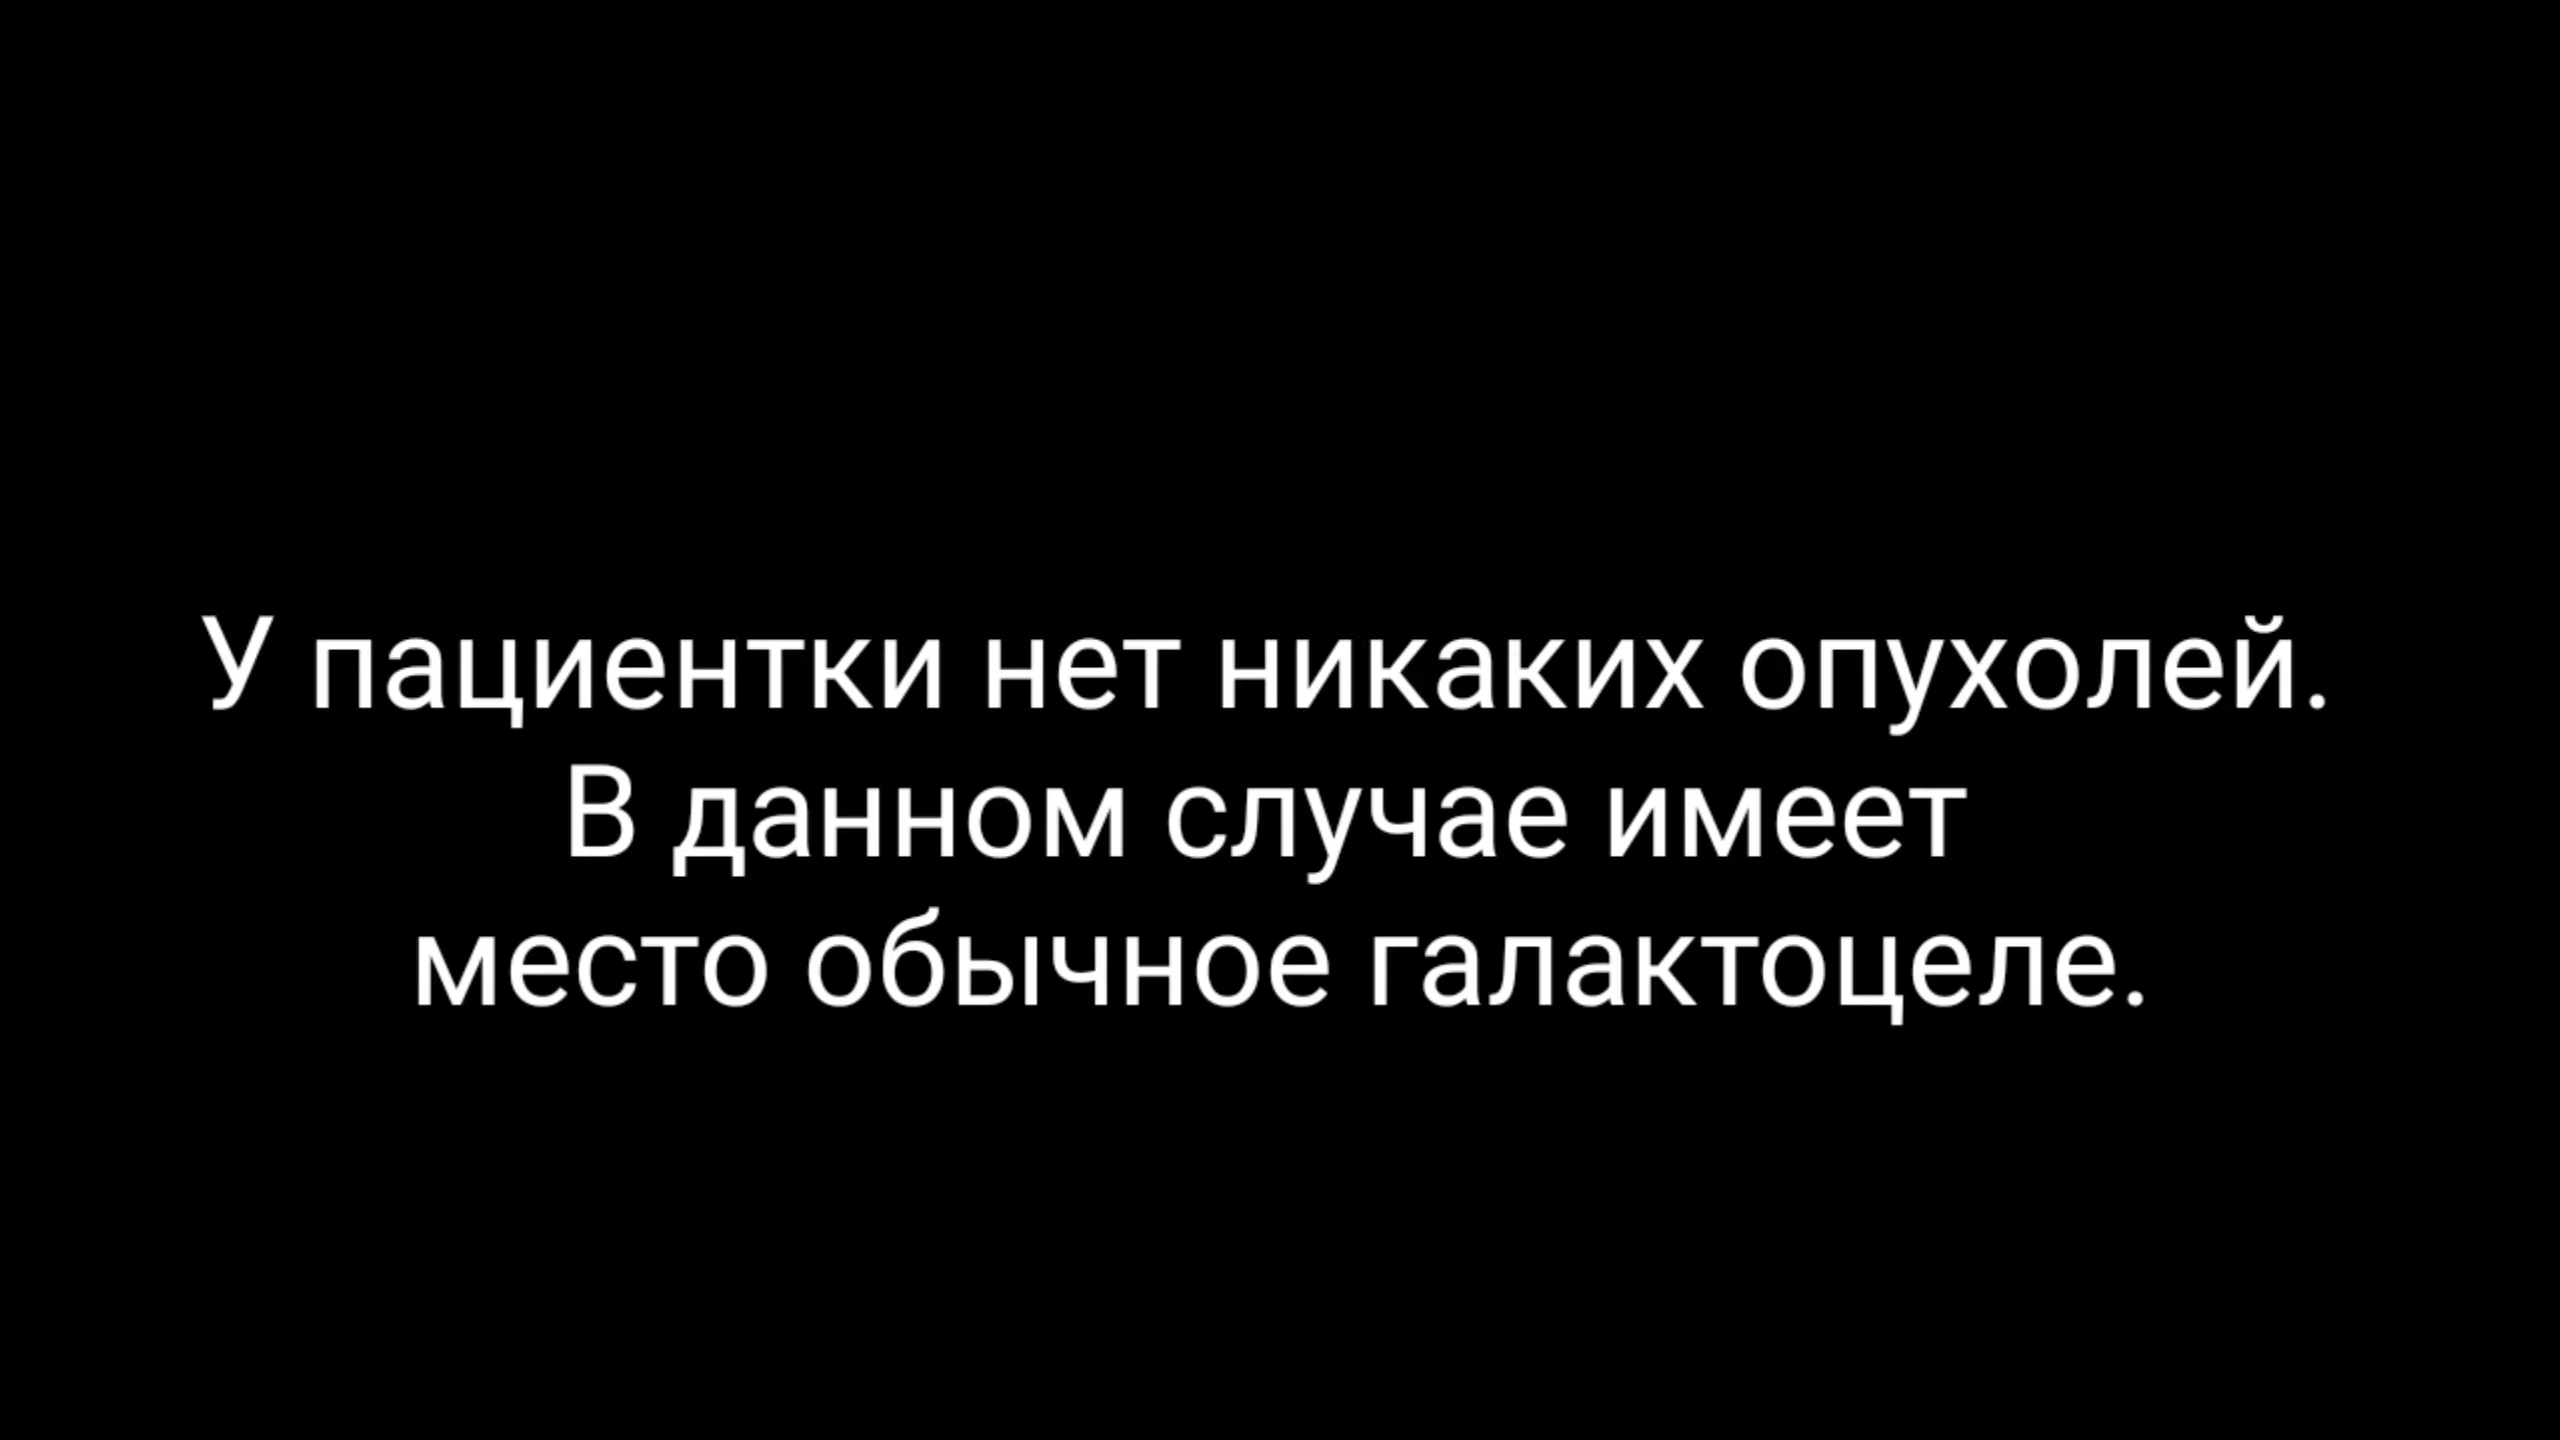 У пациентки нет никаких опухолей.
В данном случае имеет
место обычное галактоцеле.